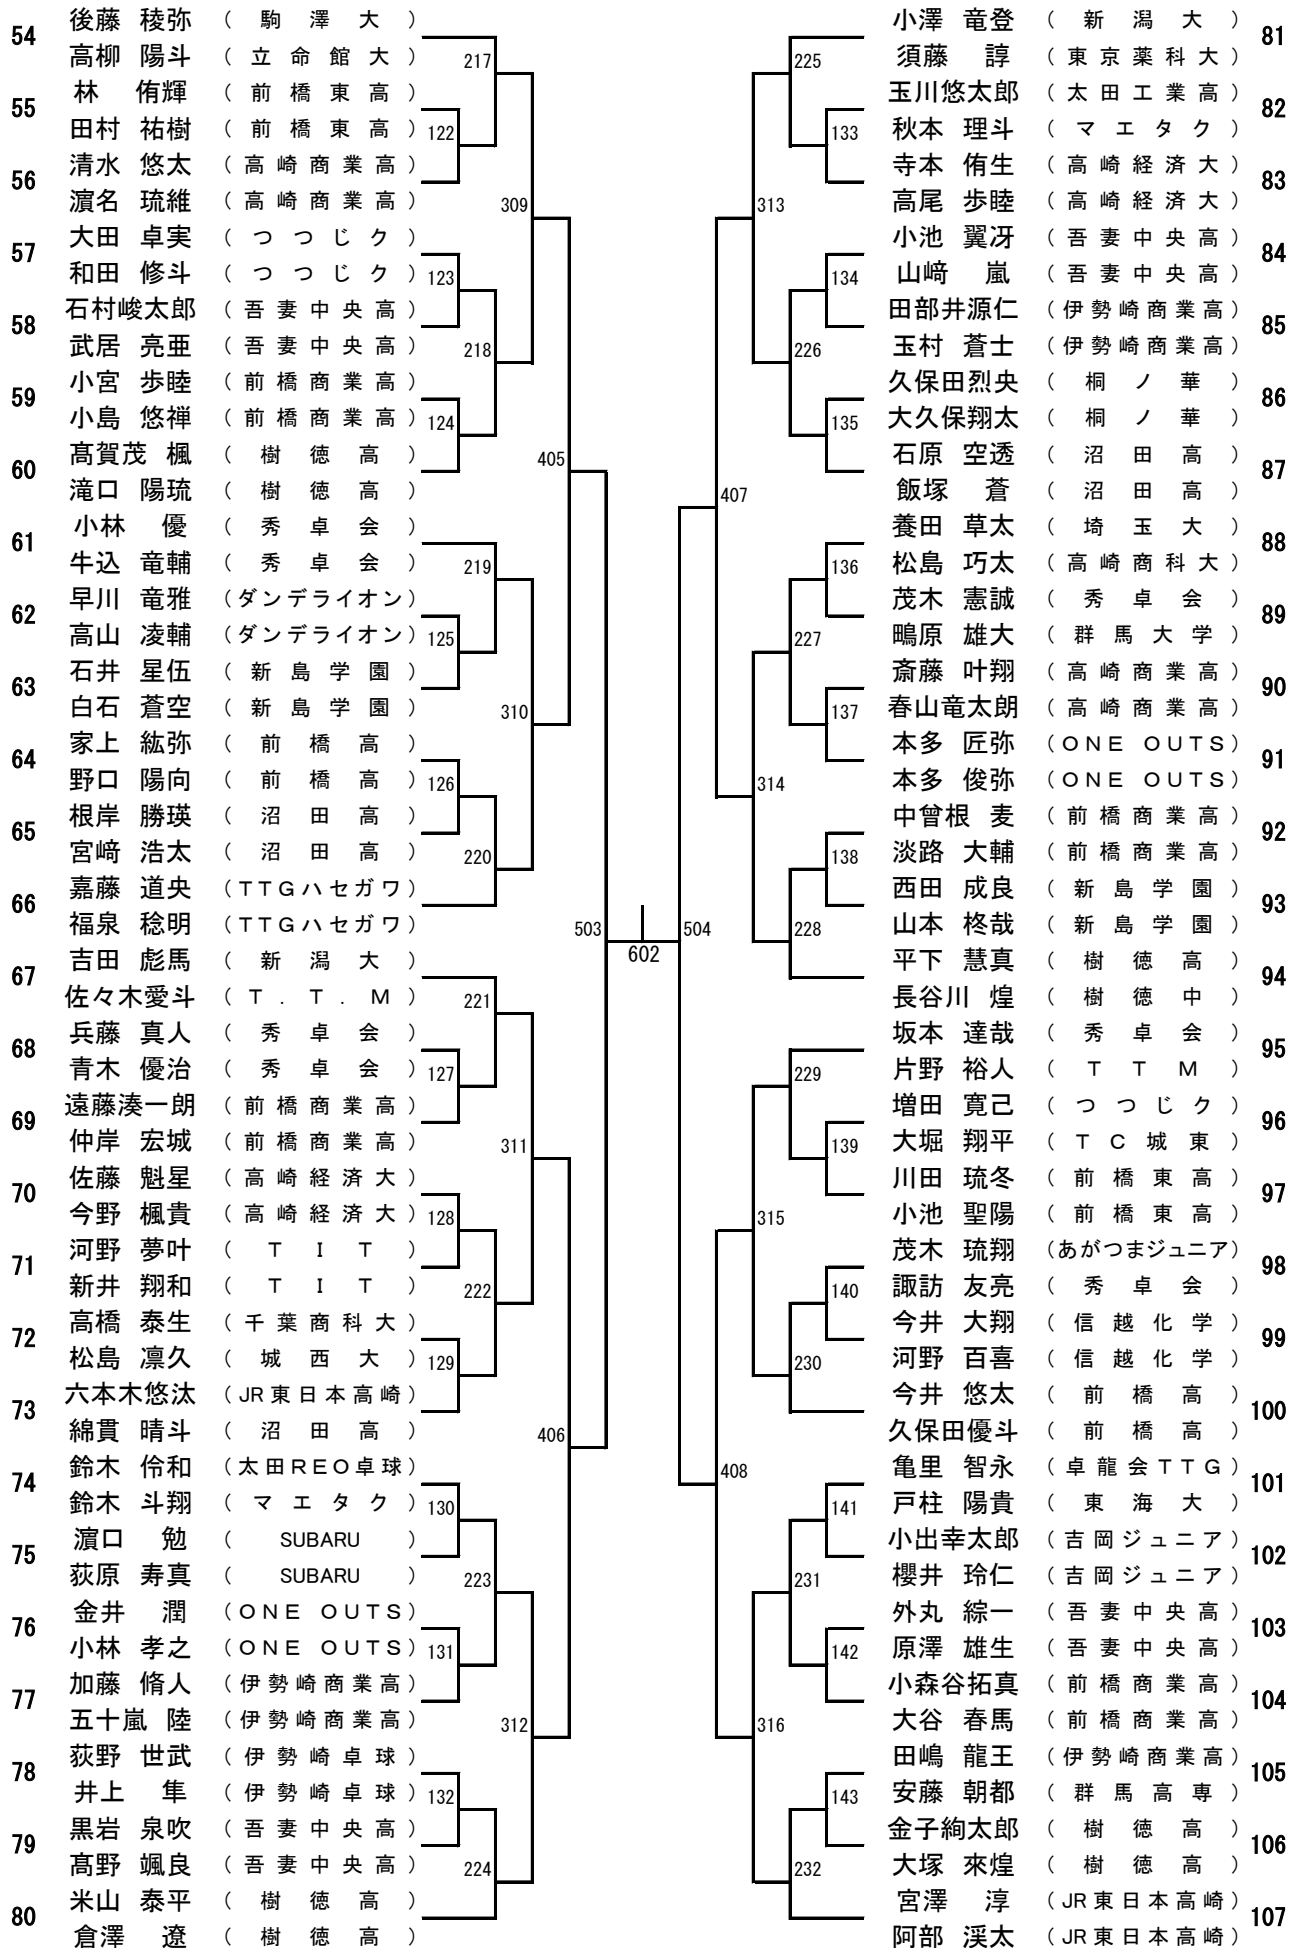 54 後藤 稜弥 (駒澤大)
高柳 陽斗 (立命館大)
55 林 侑輝 (前橋東高)
田村 祐樹 (前橋東高)
56 清水 悠太 (高崎商業高)
濵名 琉維 (高崎商業高)
57 大田 卓実 (つつじク)
和田 修斗 (つつじク)
58 石村峻太郎 (吾妻中央高)
武居 亮亜 (吾妻中央高)
59 小宮 歩睦 (前橋商業高)
小島 悠禅 (前橋商業高)
60 髙賀茂 楓 (樹徳高)
滝口 陽琉 (樹徳高)
61 小林 優 (秀卓会)
牛込 竜輔 (秀卓会)
62 早川 竜雅 (ダンデライオン)
高山 凌輔 (ダンデライオン)
63 石井 星伍 (新島学園)
白石 蒼空 (新島学園)
64 家上 紘弥 (前橋高)
野口 陽向 (前橋高)
65 根岸 勝瑛 (沼田高)
宮﨑 浩太 (沼田高)
66 嘉藤 道央 (TTGハセガワ)
福泉 稔明 (TTGハセガワ)
67 吉田 彪馬 (新潟大)
佐々木愛斗 (T.T.M)
68 兵藤 真人 (秀卓会)
青木 優治 (秀卓会)
69 遠藤湊一朗 (前橋商業高)
仲岸 宏城 (前橋商業高)
70 佐藤 魁星 (高崎経済大)
今野 楓貴 (高崎経済大)
71 河野 夢叶 (TIT)
新井 翔和 (TIT)
72 高橋 泰生 (千葉商科大)
松島 凛久 (城西大)
73 六本木悠汰 (JR東日本高崎)
綿貫 晴斗 (沼田高)
74 鈴木 伶和 (太田REO卓球)
鈴木 斗翔 (マエタク)
75 濵口 勉 (SUBARU)
荻原 寿真 (SUBARU)
76 金井 潤 (ONE OUTS)
小林 孝之 (ONE OUTS)
77 加藤 脩人 (伊勢崎商業高)
五十嵐 陸 (伊勢崎商業高)
78 荻野 世武 (伊勢崎卓球)
井上 隼 (伊勢崎卓球)
79 黒岩 泉吹 (吾妻中央高)
髙野 颯良 (吾妻中央高)
80 米山 泰平 (樹徳高)
倉澤 遼 (樹徳高)
217
122
309
123
218
124
405
219
125
310
126
220
503
221
127
311
128
222
129
406
130
223
131
312
132
224
602
504
225
133
313
134
226
135
407
136
227
137
314
138
228
229
139
315
140
230
408
141
231
142
316
143
232
小澤 竜登 (新潟大) 81
須藤 淳 (東京薬科大)
玉川悠太郎 (太田工業高) 82
秋本 理斗 (マエタク)
寺本 侑生 (高崎経済大) 83
高尾 歩睦 (高崎経済大)
小池 翼冴 (吾妻中央高) 84
山﨑 嵐 (吾妻中央高)
田部井源仁 (伊勢崎商業高) 85
玉村 蒼士 (伊勢崎商業高)
久保田烈央 (桐ノ華) 86
大久保翔太 (桐ノ華)
石原 空透 (沼田高) 87
飯塚 蒼 (沼田高)
養田 草太 (埼玉大) 88
松島 巧太 (高崎商科大)
茂木 憲誠 (秀卓会) 89
鴫原 雄大 (群馬大学)
斎藤 叶翔 (高崎商業高) 90
春山竜太朗 (高崎商業高)
本多 匠弥 (ONE OUTS) 91
本多 俊弥 (ONE OUTS)
中曾根 麦 (前橋商業高) 92
淡路 大輔 (前橋商業高)
西田 成良 (新島学園) 93
山本 柊哉 (新島学園)
平下 慧真 (樹徳高) 94
長谷川 煌 (樹徳中)
坂本 達哉 (秀卓会) 95
片野 裕人 (TTM)
増田 寛己 (つつじク) 96
大堀 翔平 (TC城東)
川田 琉冬 (前橋東高) 97
小池 聖陽 (前橋東高)
茂木 琉翔 (あがつまジュニア) 98
諏訪 友亮 (秀卓会)
今井 大翔 (信越化学) 99
河野 百喜 (信越化学)
今井 悠太 (前橋高) 100
久保田優斗 (前橋高)
亀里 智永 (卓龍会TTG) 101
戸柱 陽貴 (東海大)
小出幸太郎 (吉岡ジュニア) 102
櫻井 玲仁 (吉岡ジュニア)
外丸 綜一 (吾妻中央高) 103
原澤 雄生 (吾妻中央高)
小森谷拓真 (前橋商業高) 104
大谷 春馬 (前橋商業高)
田嶋 龍王 (伊勢崎商業高) 105
安藤 朝都 (群馬高専)
金子絢太郎 (樹徳高) 106
大塚 來煌 (樹徳高)
宮澤 淳 (JR東日本高崎) 107
阿部 渓太 (JR東日本高崎)